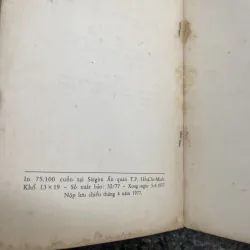 In 75,100 cuốn tại Saigon Ấn quán T.P. Hồ-chí-Minh
Khổ 13 × 19 — Số xuất bản: 52/77 — Xong ngày 5-4-1977
Nộp lưu chiểu tháng 4 năm 1977.